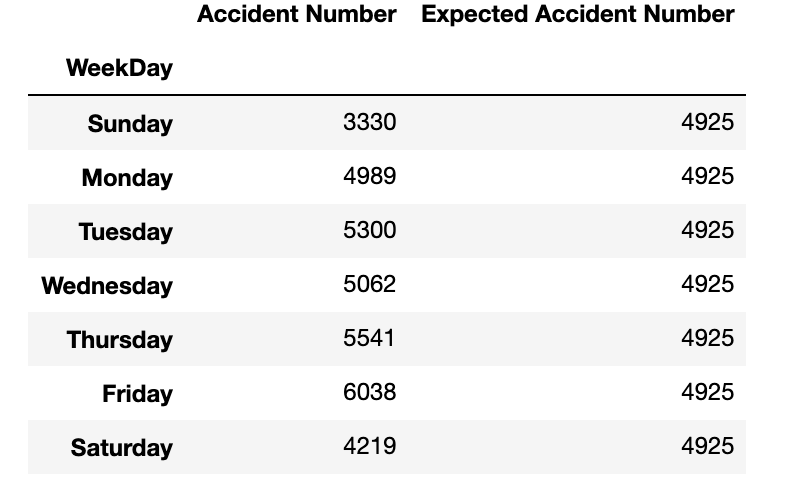 Accident Number Expected Accident Number
WeekDay
Sunday 3330 4925
Monday 4989 4925
Tuesday 5300 4925
Wednesday 5062 4925
Thursday 5541 4925
Friday 6038 4925
Saturday 4219 4925